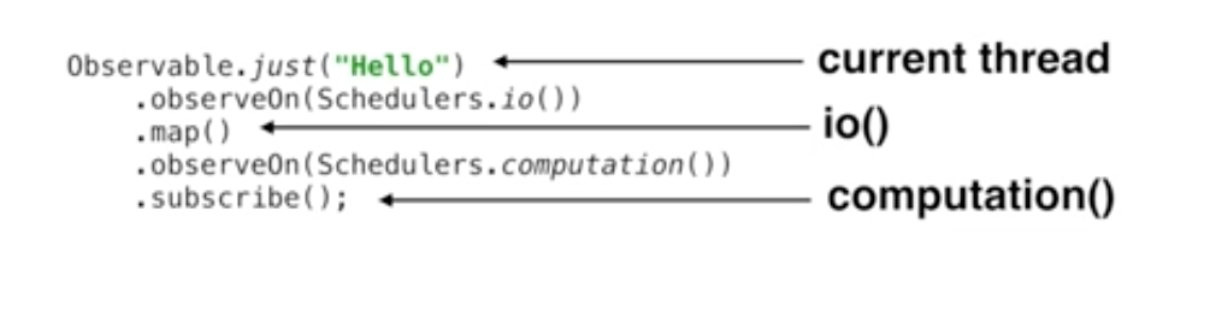 Observable.just("Hello") current thread
.observeOn(Schedulers.io())
.map() io()
.observeOn(Schedulers.computation())
.subscribe(); computation()